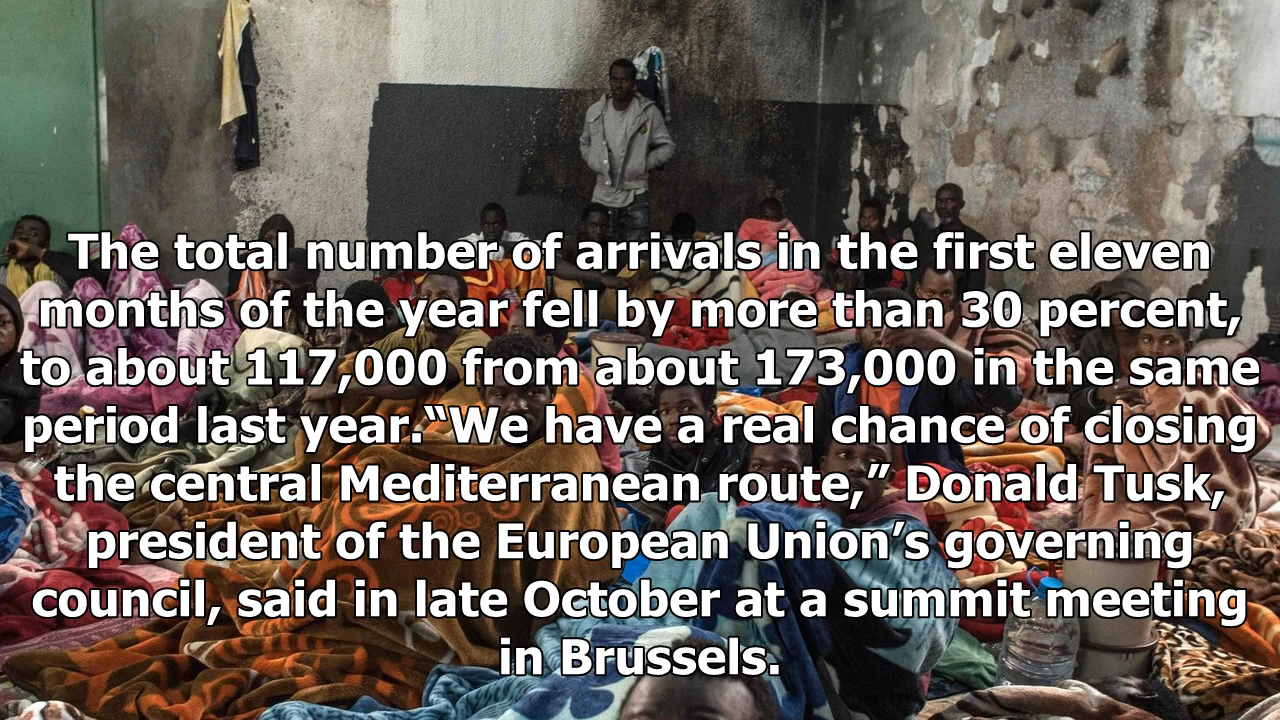 The total number of arrivals in the first eleven
months of the year fell by more than 30 percent,
to about 117,000 from about 173,000 in the same
period last year.“We have a real chance of closing
the central Mediterranean route,” Donald Tusk,
president of the European Union’s governing
council, said in late October at a summit meeting
in Brussels.